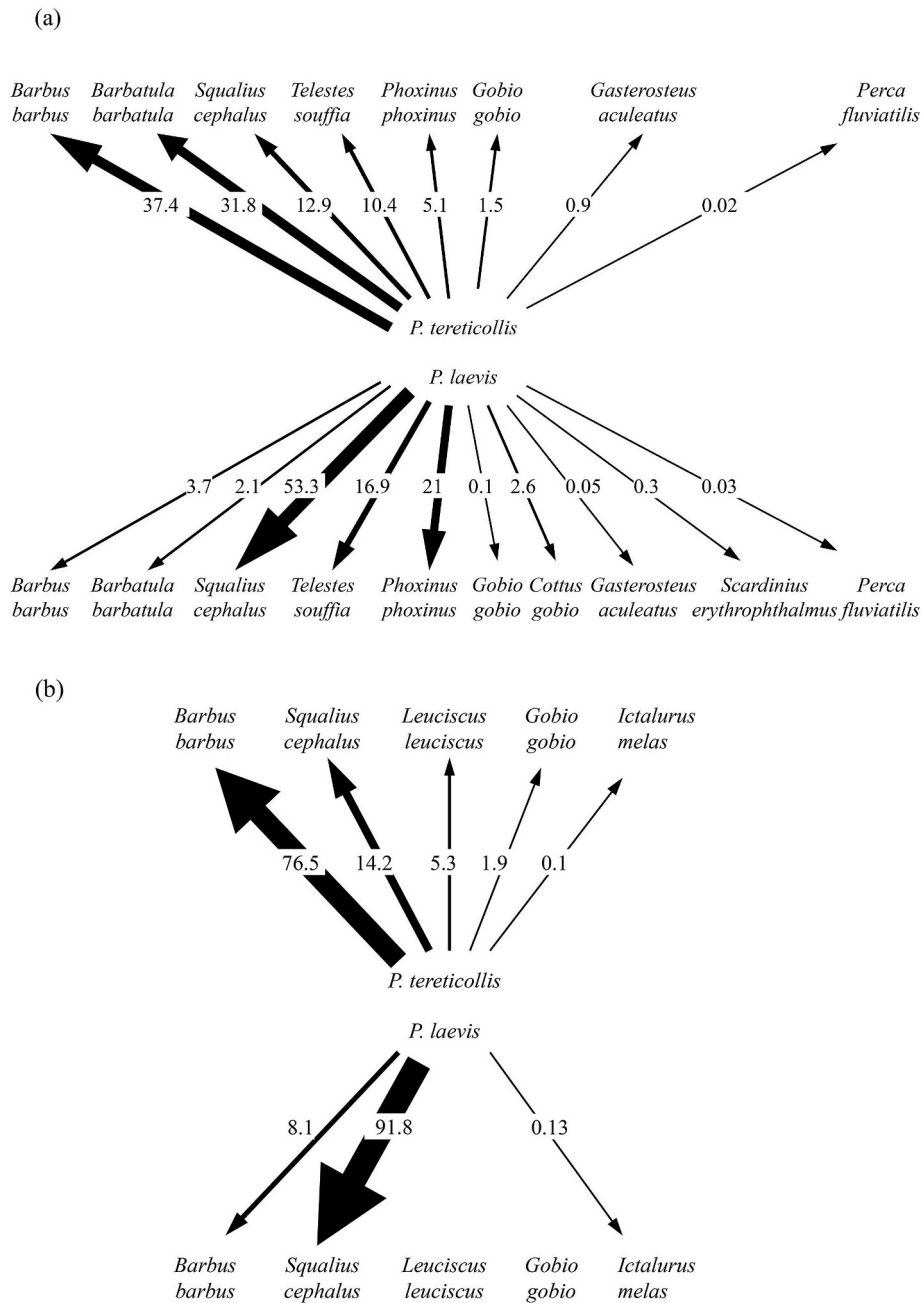 (a)
Barbus Barbatula Squalius Telestes Phoxinus Gobio Gasterosteus Perca
barbus barbatula cephalus souffia phoxinus gobio aculeatus fluviatilis
37.4 31.8 12.9 10.4 5.1 1.5 0.9 0.02
P. tereticollis
P. laevis
3.7 2.1 53.3 16.9 21 0.1 2.6 0.05 0.3 0.03
Barbus Barbatula Squalius Telestes Phoxinus Gobio Cottus Gasterosteus Scardinius Perca
barbus barbatula cephalus souffia phoxinus gobio gobio aculeatus erythrophthalmus fluviatilis
(b)
Barbus Squalius Leuciscus Gobio Ictalurus
barbus cephalus leuciscus gobio melas
76.5 14.2 5.3 1.9 0.1
P. tereticollis
P. laevis
8.1 91.8 0.13
Barbus Squalius Leuciscus Gobio Ictalurus
barbus cephalus leuciscus gobio melas